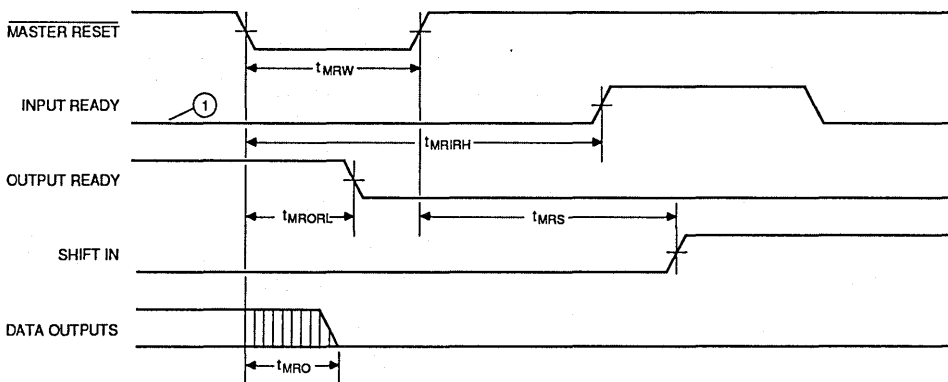 MASTER RESET
tMRW
INPUT READY
1
tMRIRH
OUTPUT READY
tMRORL
tMRS
SHIFT IN
DATA OUTPUTS
tMRO